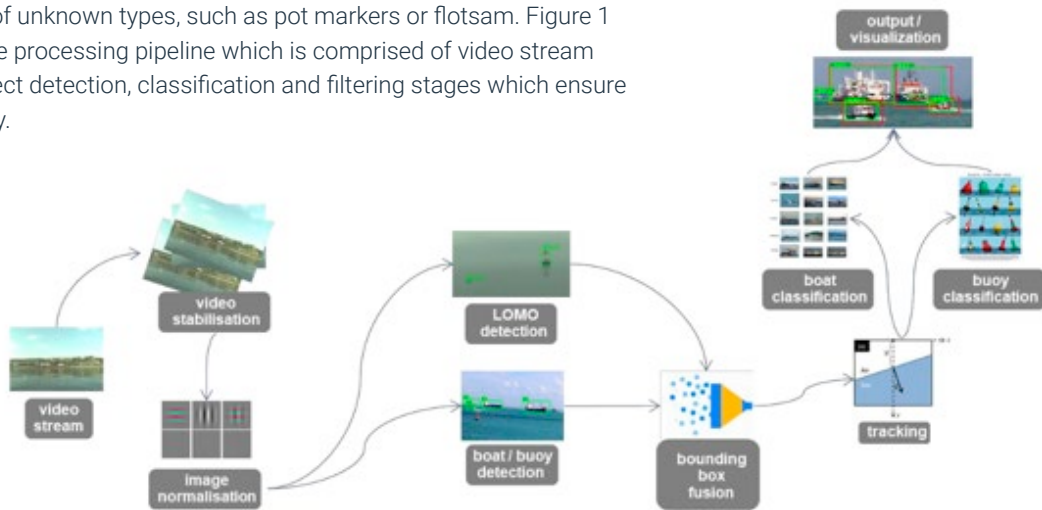 of unknown types, such as pot markers or flotsam. Figure 1
e processing pipeline which is comprised of video stream
ect detection, classification and filtering stages which ensure
y.
output /
visualization
video
stabilisation
LOMO
detection
boat
classification
buoy
classification
video
stream
image
normalisation
boat / buoy
detection
bounding
box
fusion
tracking